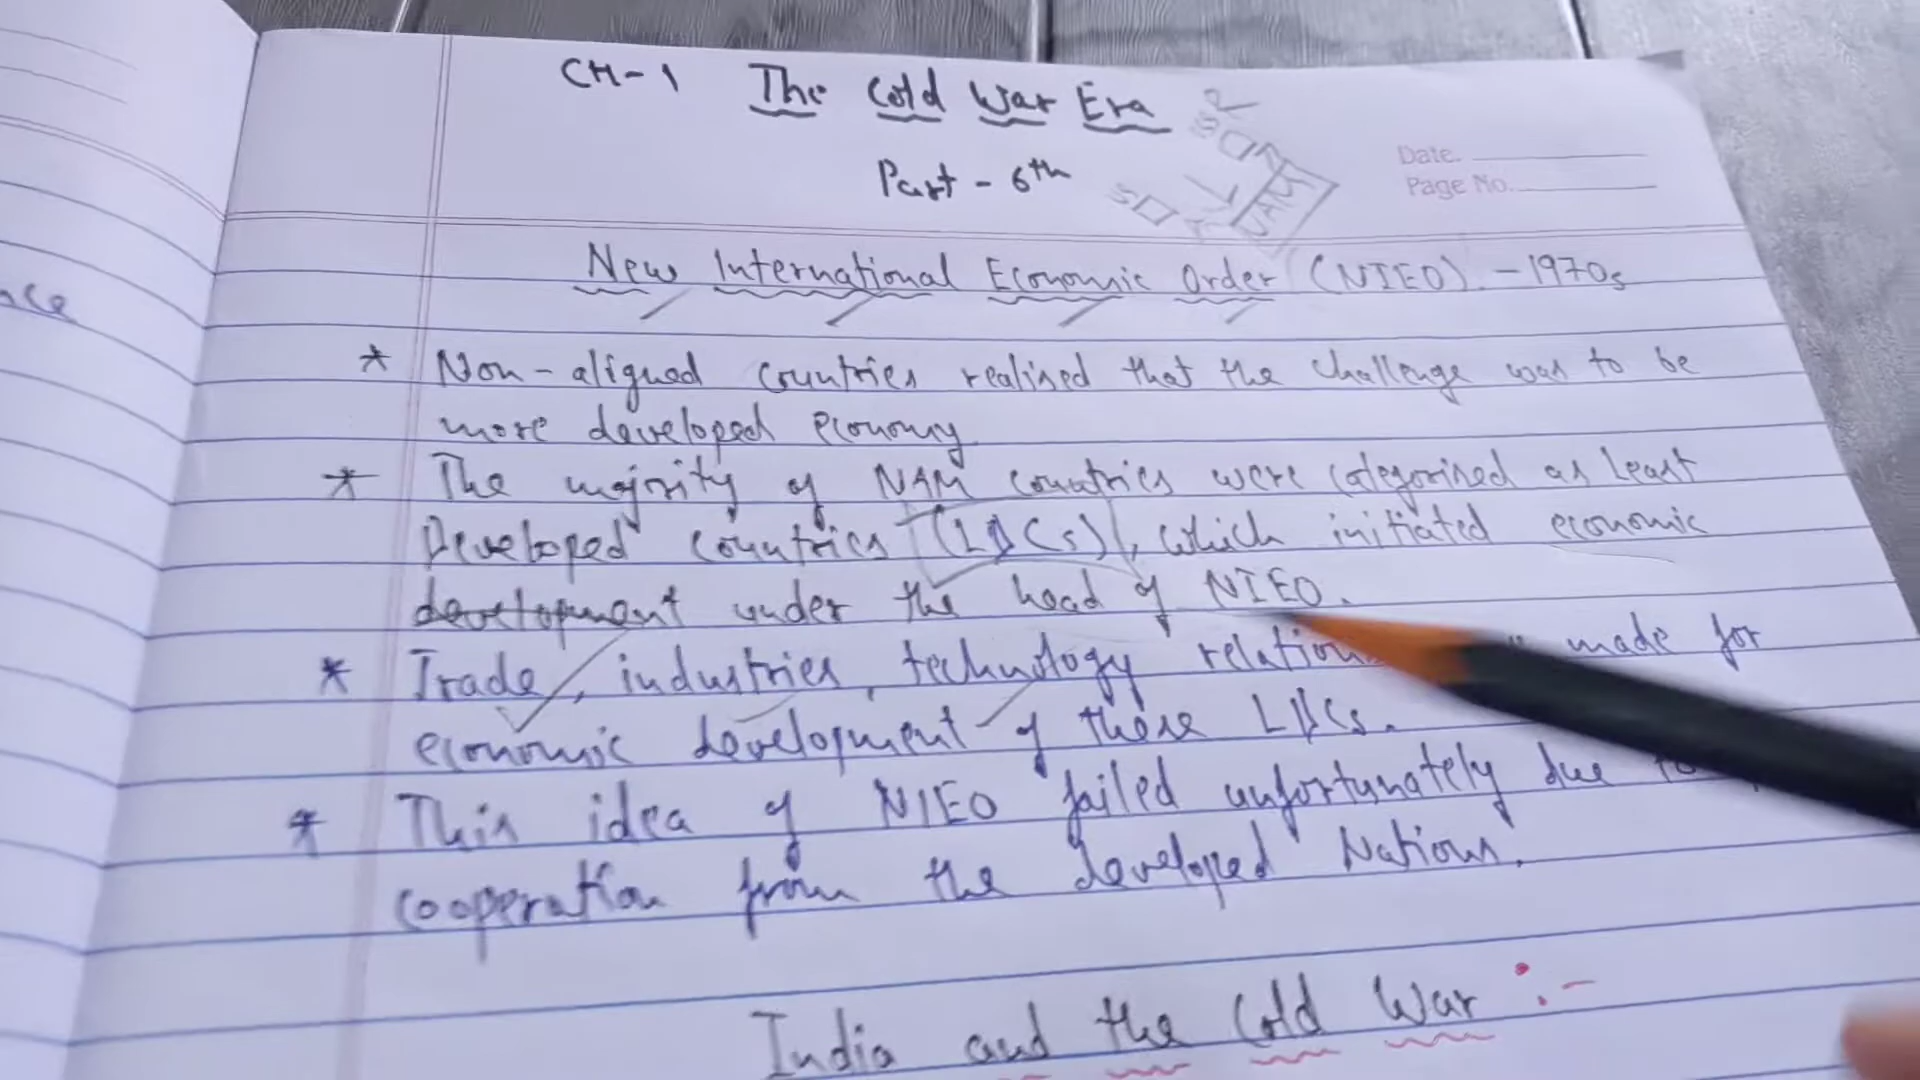 CH-1 The Cold War Era
Part - 6th
Date.
Page No.
New International Economic Order (NIEO). - 1970s
nce
* Non-aligned countries realised that the challenge was to be
more developed economy
* The majority of NAM countries were categorised as Least
Developed countries (LDCs), which initiated economic
development under the head of NIEO.
* Trade, industries, technology relation made for
economic development of these LDCs.
* This idea of NIEO failed unfortunately due to
cooperation from the developed Nations.
India and the Cold War :-